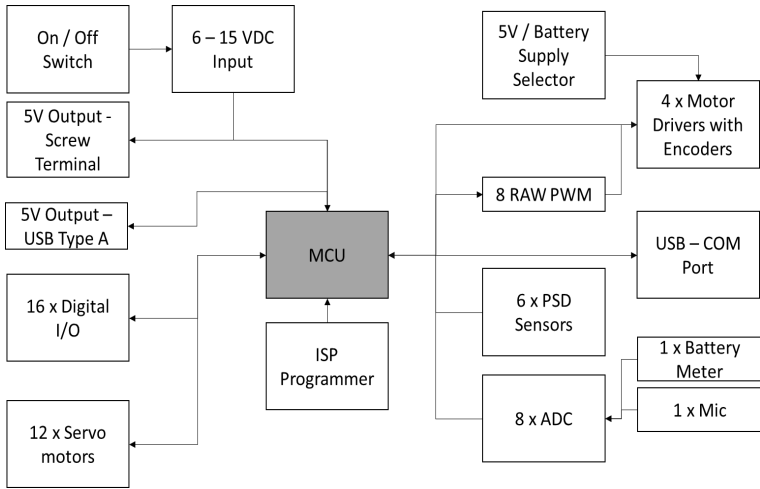 On / Off
Switch
6 – 15 VDC
Input
5V / Battery
Supply
Selector
4 x Motor
Drivers with
Encoders
5V Output -
Screw
Terminal
8 RAW PWM
5V Output –
USB Type A
MCU
USB – COM
Port
16 x Digital
I/O
6 x PSD
Sensors
ISP
Programmer
1 x Battery
Meter
8 x ADC
1 x Mic
12 x Servo
motors